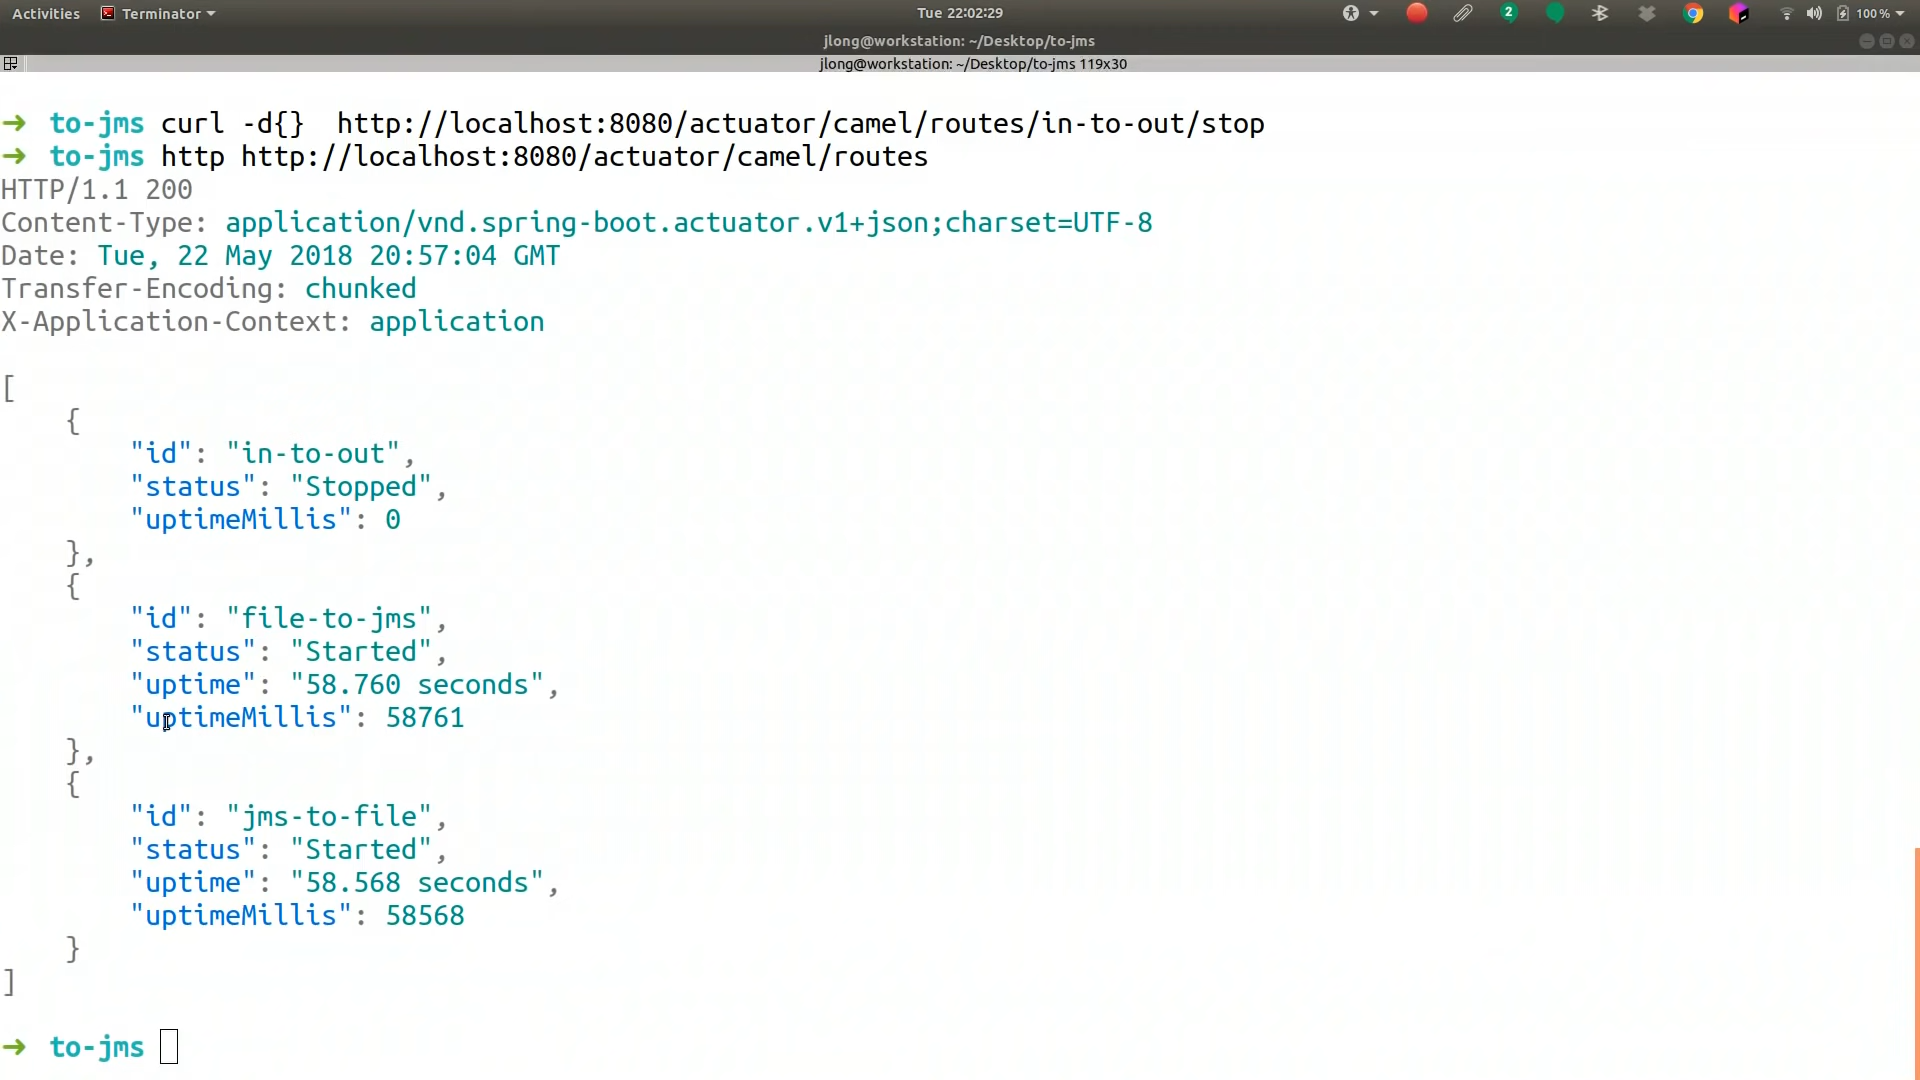 Activities Terminator Tue 22:02:29 2 100 %
jlong@workstation: ~/Desktop/to-jms
jlong@workstation: ~/Desktop/to-jms 119x30
➜ to-jms curl -d{}  http://localhost:8080/actuator/camel/routes/in-to-out/stop
➜ to-jms http http://localhost:8080/actuator/camel/routes
HTTP/1.1 200
Content-Type: application/vnd.spring-boot.actuator.v1+json;charset=UTF-8
Date: Tue, 22 May 2018 20:57:04 GMT
Transfer-Encoding: chunked
X-Application-Context: application
[
    {
        "id": "in-to-out",
        "status": "Stopped",
        "uptimeMillis": 0
    },
    {
        "id": "file-to-jms",
        "status": "Started",
        "uptime": "58.760 seconds",
        "uptimeMillis": 58761
    },
    {
        "id": "jms-to-file",
        "status": "Started",
        "uptime": "58.568 seconds",
        "uptimeMillis": 58568
    }
]
➜ to-jms